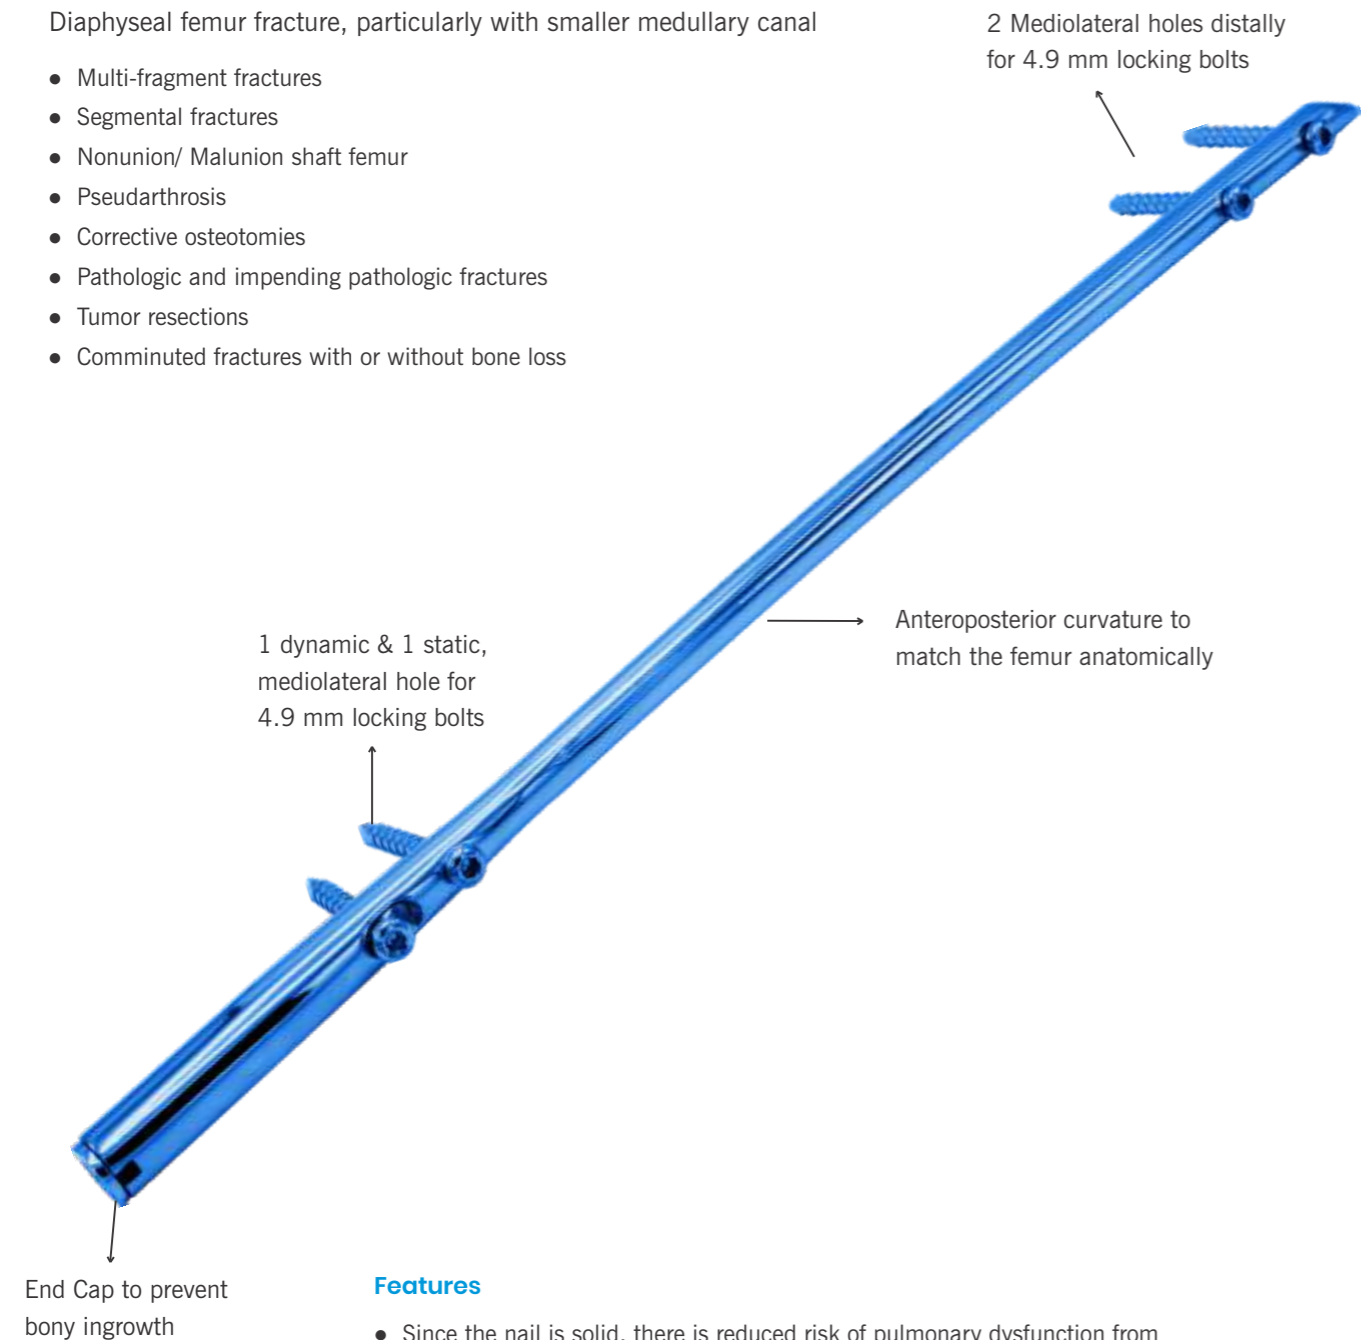 Diaphyseal femur fracture, particularly with smaller medullary canal
● Multi-fragment fractures
● Segmental fractures
● Nonunion/ Malunion shaft femur
● Pseudarthrosis
● Corrective osteotomies
● Pathologic and impending pathologic fractures
● Tumor resections
● Comminuted fractures with or without bone loss
2 Mediolateral holes distally
for 4.9 mm locking bolts
Anteroposterior curvature to
match the femur anatomically
1 dynamic & 1 static,
mediolateral hole for
4.9 mm locking bolts
End Cap to prevent
bony ingrowth
Features
● Since the nail is solid, there is reduced risk of pulmonary dysfunction from